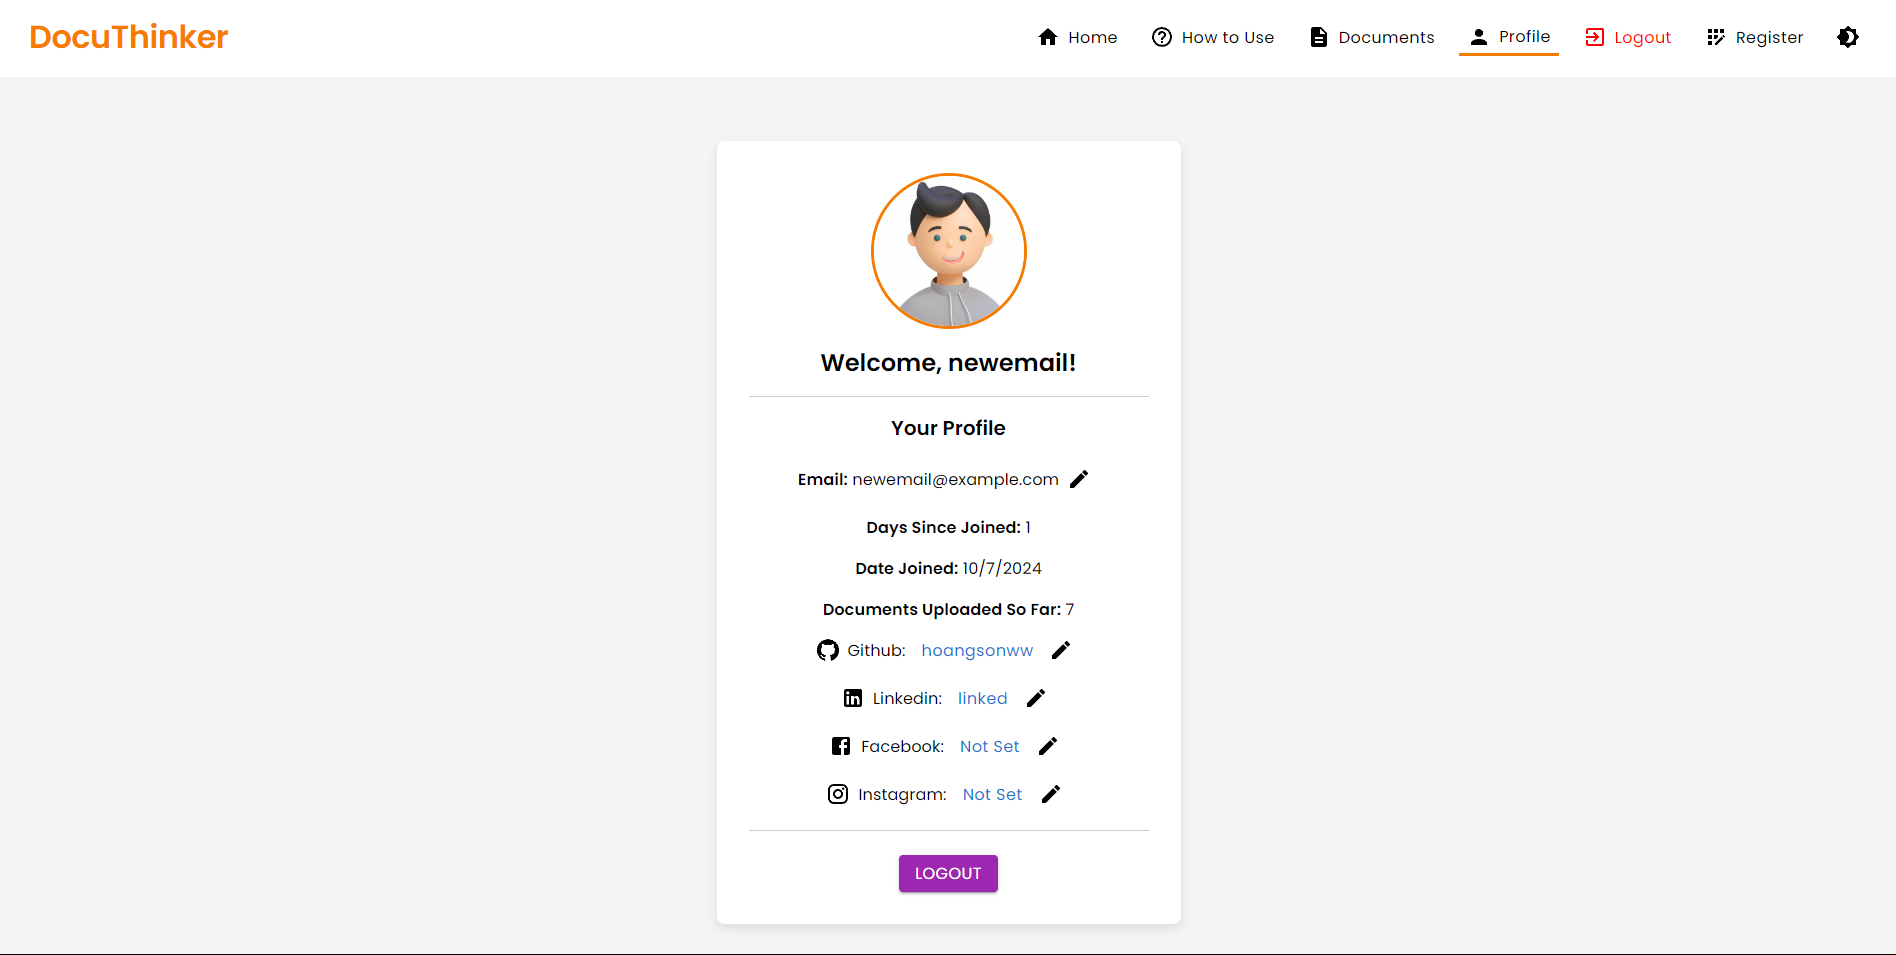 DocuThinker
Home How to Use Documents Profile Logout Register
Welcome, newemail!
Your Profile
Email: newemail@example.com
Days Since Joined: 1
Date Joined: 10/7/2024
Documents Uploaded So Far: 7
Github: hoangsonww
Linkedin: linked
Facebook: Not Set
Instagram: Not Set
LOGOUT